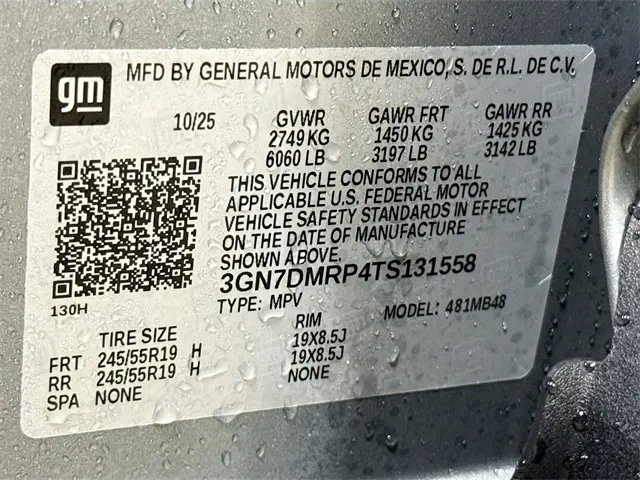 gm
MFD BY GENERAL MOTORS DE MEXICO, S. DE R.L. DE C.V.
10/25 GVWR GAWR FRT GAWR RR
2749 KG 1450 KG 1425 KG
6060 LB 3197 LB 3142 LB
THIS VEHICLE CONFORMS TO ALL
APPLICABLE U.S. FEDERAL MOTOR
VEHICLE SAFETY STANDARDS IN EFFECT
ON THE DATE OF MANUFACTURE
SHOWN ABOVE.
3GN7DMRP4TS131558
130H
TYPE: MPV MODEL: 481MB48
TIRE SIZE RIM
FRT 245/55R19 H 19X8.5J
RR 245/55R19 H 19X8.5J
SPA NONE NONE